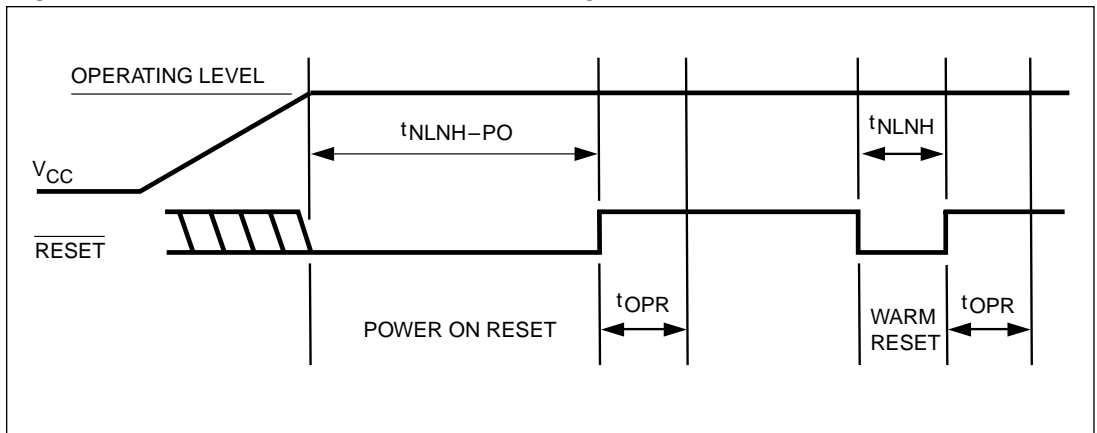 OPERATING LEVEL
tNLNH–PO
tNLNH
VCC
RESET
tOPR
tOPR
POWER ON RESET
WARM
RESET